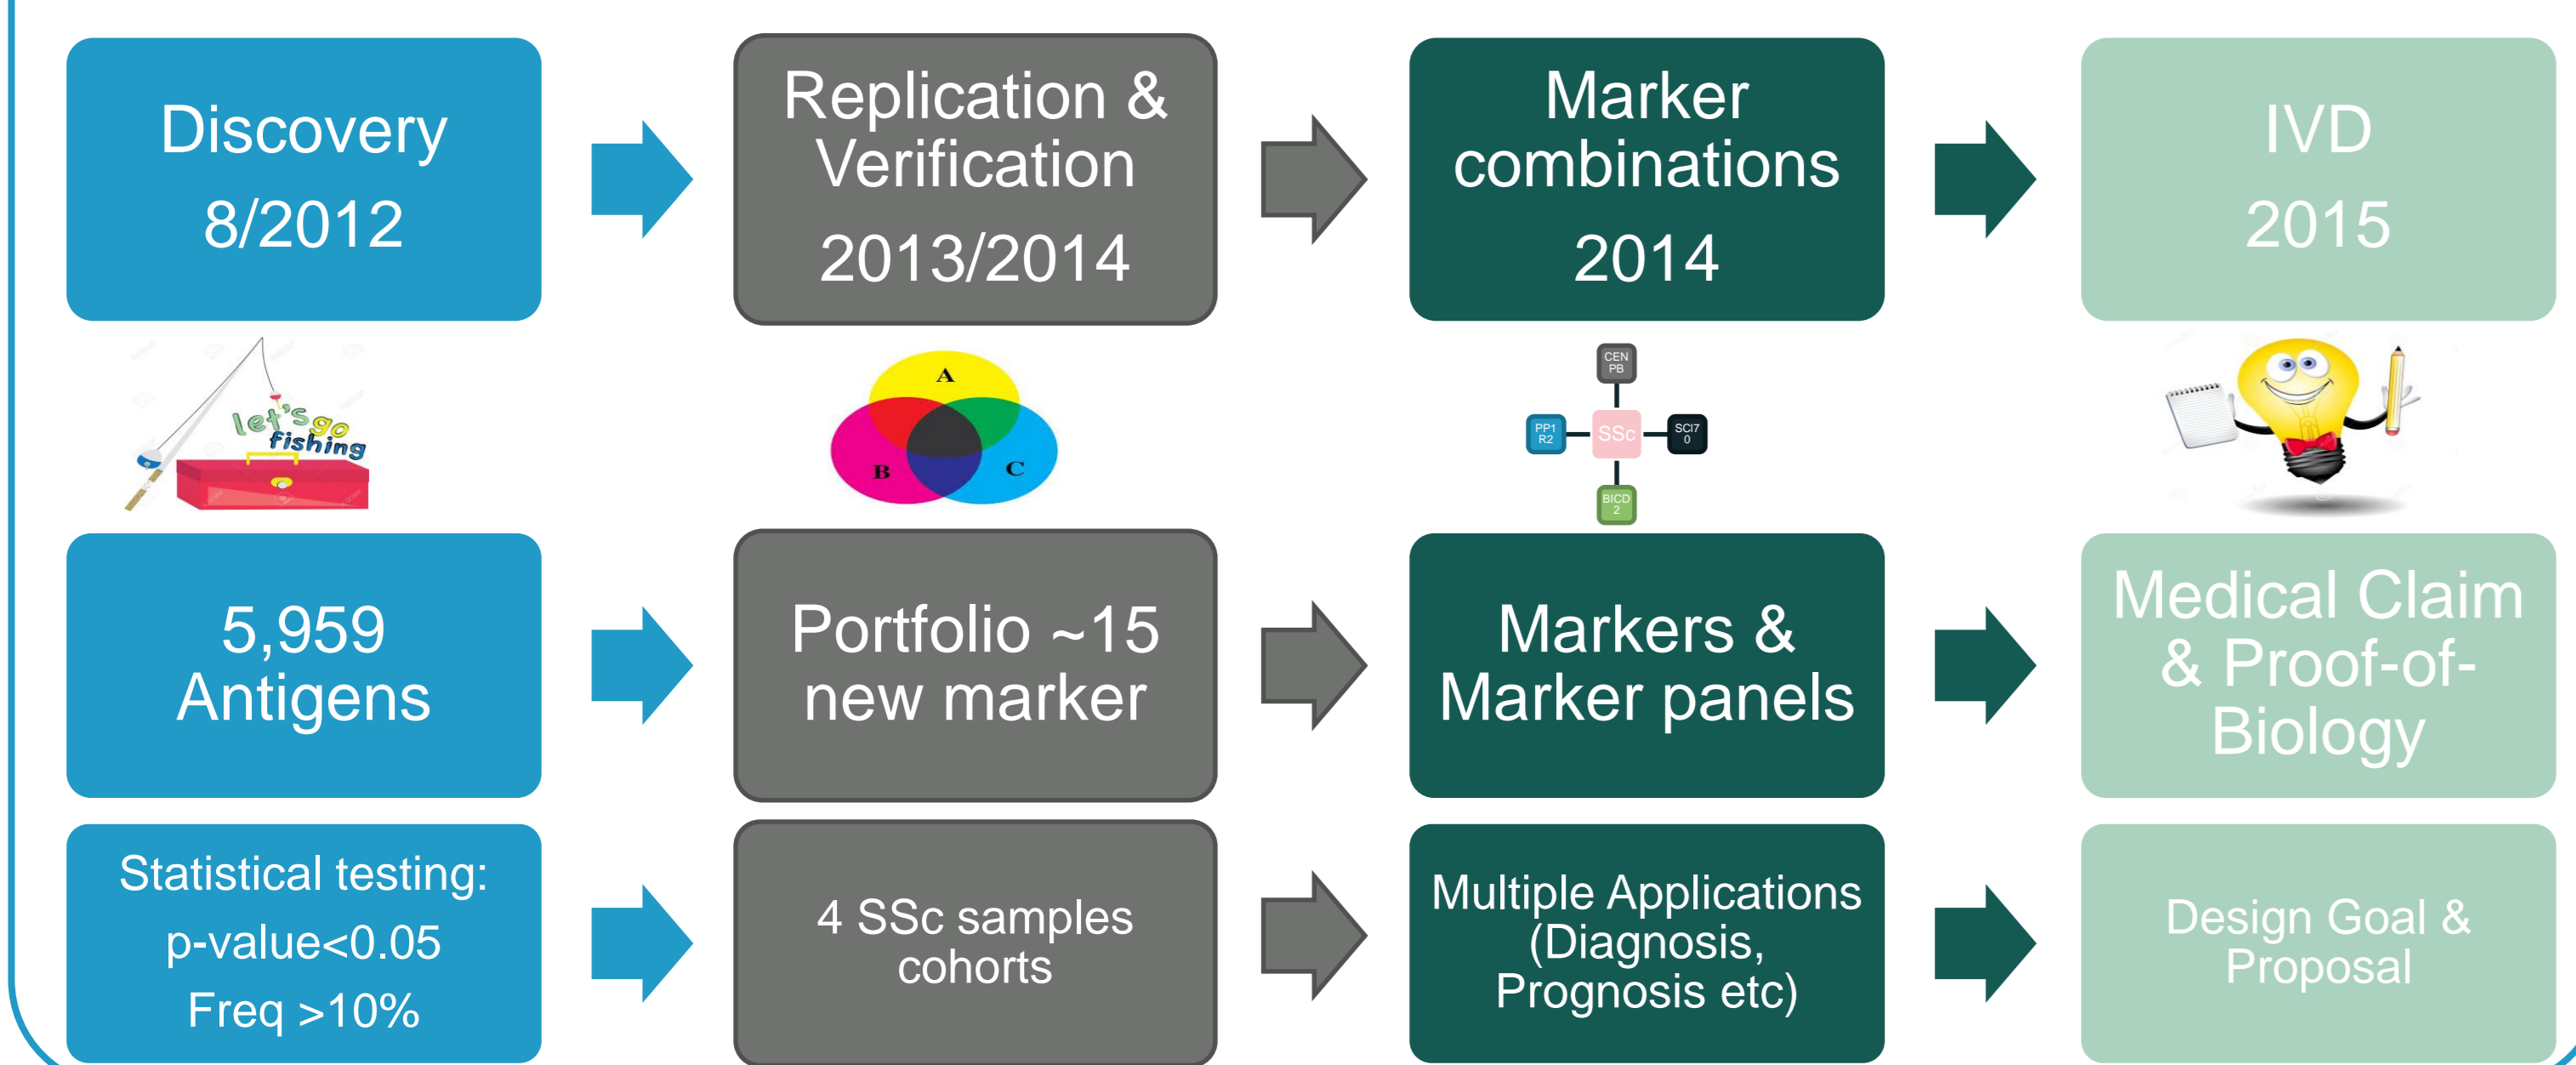 Discovery
8/2012
Replication &
Verification
2013/2014
Marker
combinations
2014
IVD
2015
let's go
fishing
A
B
C
CEN
PB
PP1
R2
SSc
SCl7
0
BICD
2
5,959
Antigens
Portfolio ~15
new marker
Markers &
Marker panels
Medical Claim
& Proof-of-
Biology
Statistical testing:
p-value<0.05
Freq >10%
4 SSc samples
cohorts
Multiple Applications
(Diagnosis,
Prognosis etc)
Design Goal &
Proposal